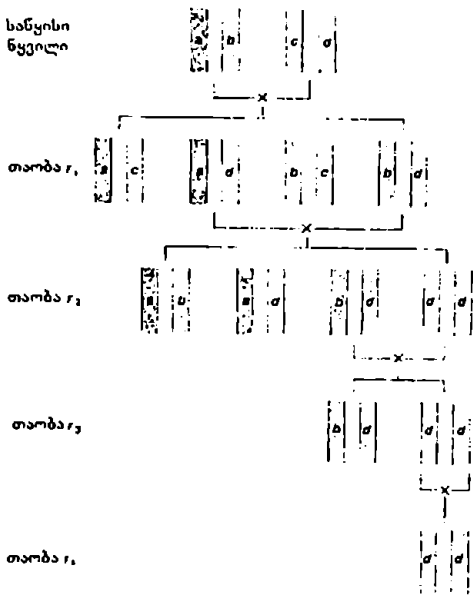 საწყისი
წყვილი
a b c d
×
თაობა F₁ a c a d b c b d
×
თაობა F₂ a b a d b d d d
×
თაობა F₃ b d d d
×
თაობა F₄ d d